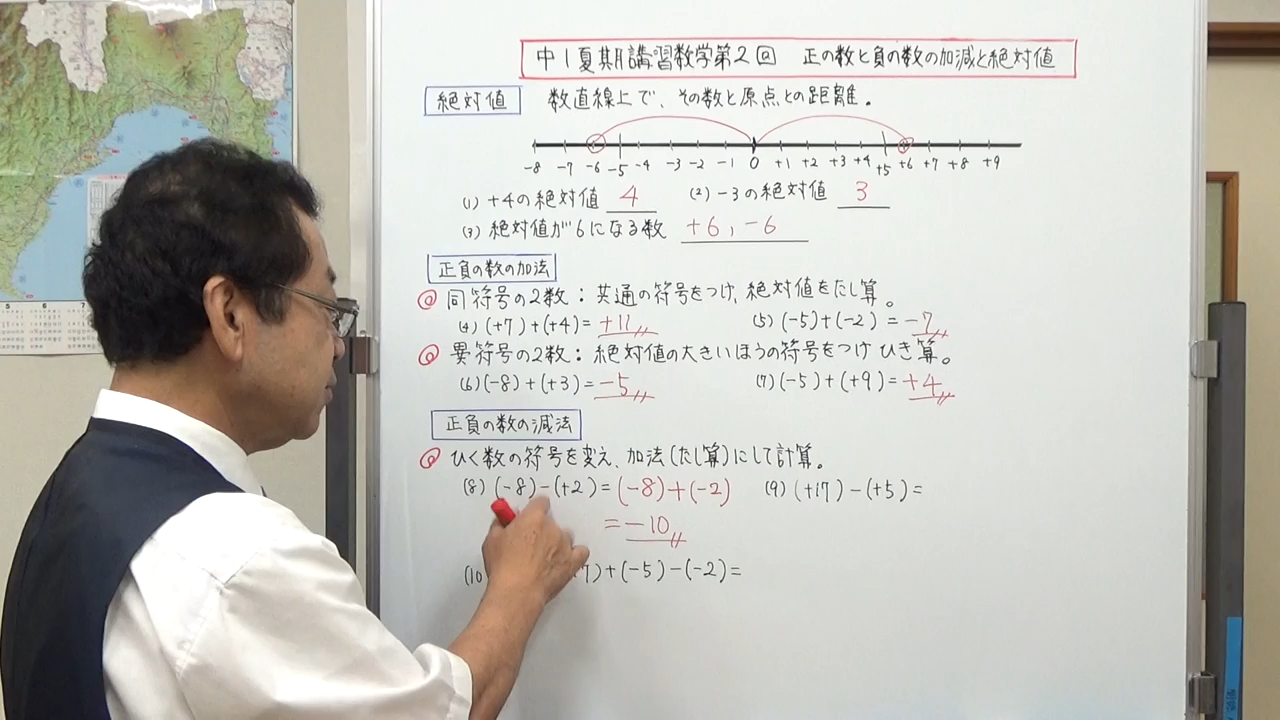 中1夏期講習数学第2回 正の数と負の数の加減と絶対値
絶対値 数直線上で、その数と原点との距離。
-8 -7 -6 -5 -4 -3 -2 -1 0 +1 +2 +3 +4 +5 +6 +7 +8 +9
(1) +4の絶対値 4 (2) -3の絶対値 3
(3) 絶対値が6になる数 +6, -6
正負の数の加法
◎ 同符号の2数:共通の符号をつけ、絶対値をたし算。
(4) (+7)+(+4)= +11 (5) (-5)+(-2) = -7
◎ 異符号の2数:絶対値の大きいほうの符号をつけ ひき算。
(6) (-8)+(+3)= -5 (7) (-5)+(+9)= +4
正負の数の減法
◎ ひく数の符号を変え、加法(たし算)にして計算。
(8) (-8)-(+2)=(-8)+(-2) (9) (+17)-(+5)=
= -10
(10 7)+(-5)-(-2)=